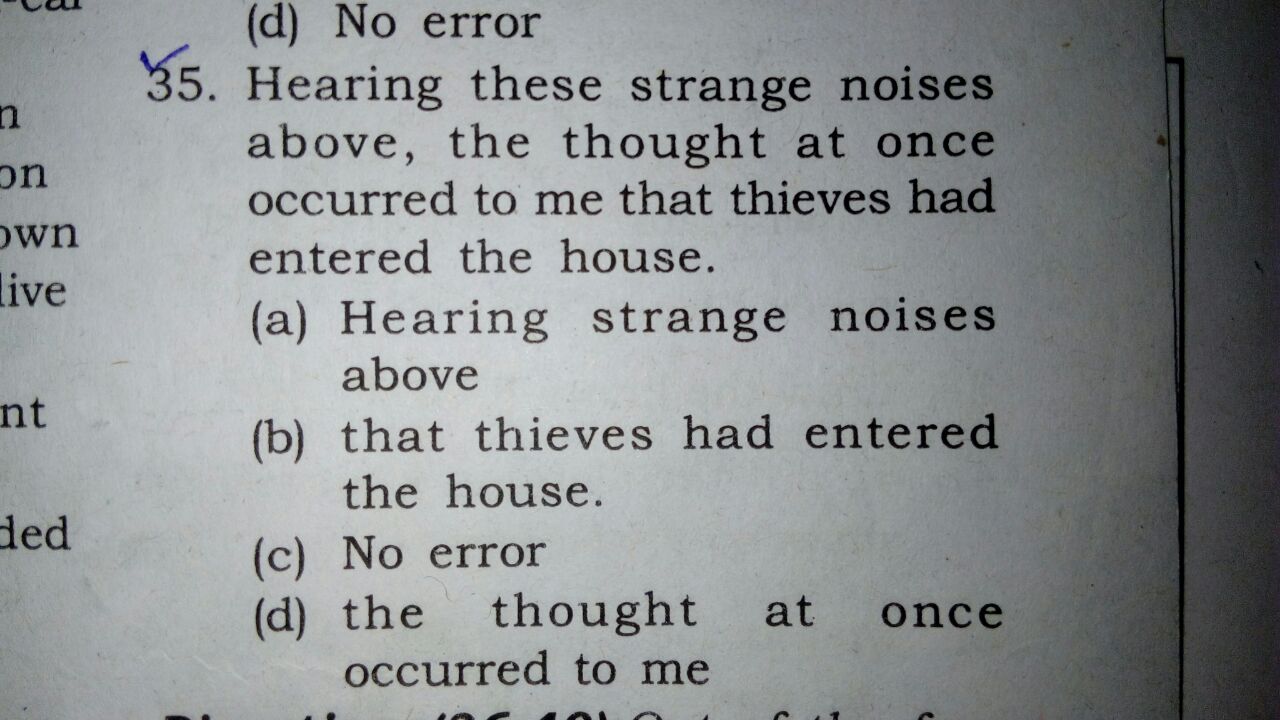 (d) No error
35. Hearing these strange noises
above, the thought at once
occurred to me that thieves had
entered the house.
(a) Hearing strange noises
above
(b) that thieves had entered
the house.
(c) No error
(d) the thought at once
occurred to me
n
on
own
live
nt
ded